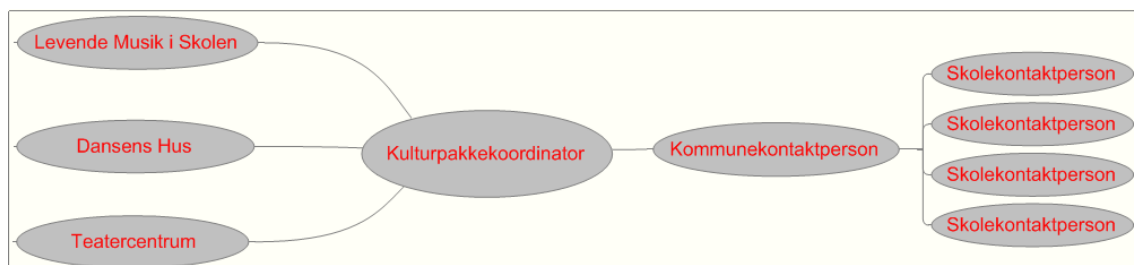 Levende Musik i Skolen
Dansens Hus
Teatercentrum
Kulturpakkekoordinator
Kommunekontaktperson
Skolekontaktperson
Skolekontaktperson
Skolekontaktperson
Skolekontaktperson